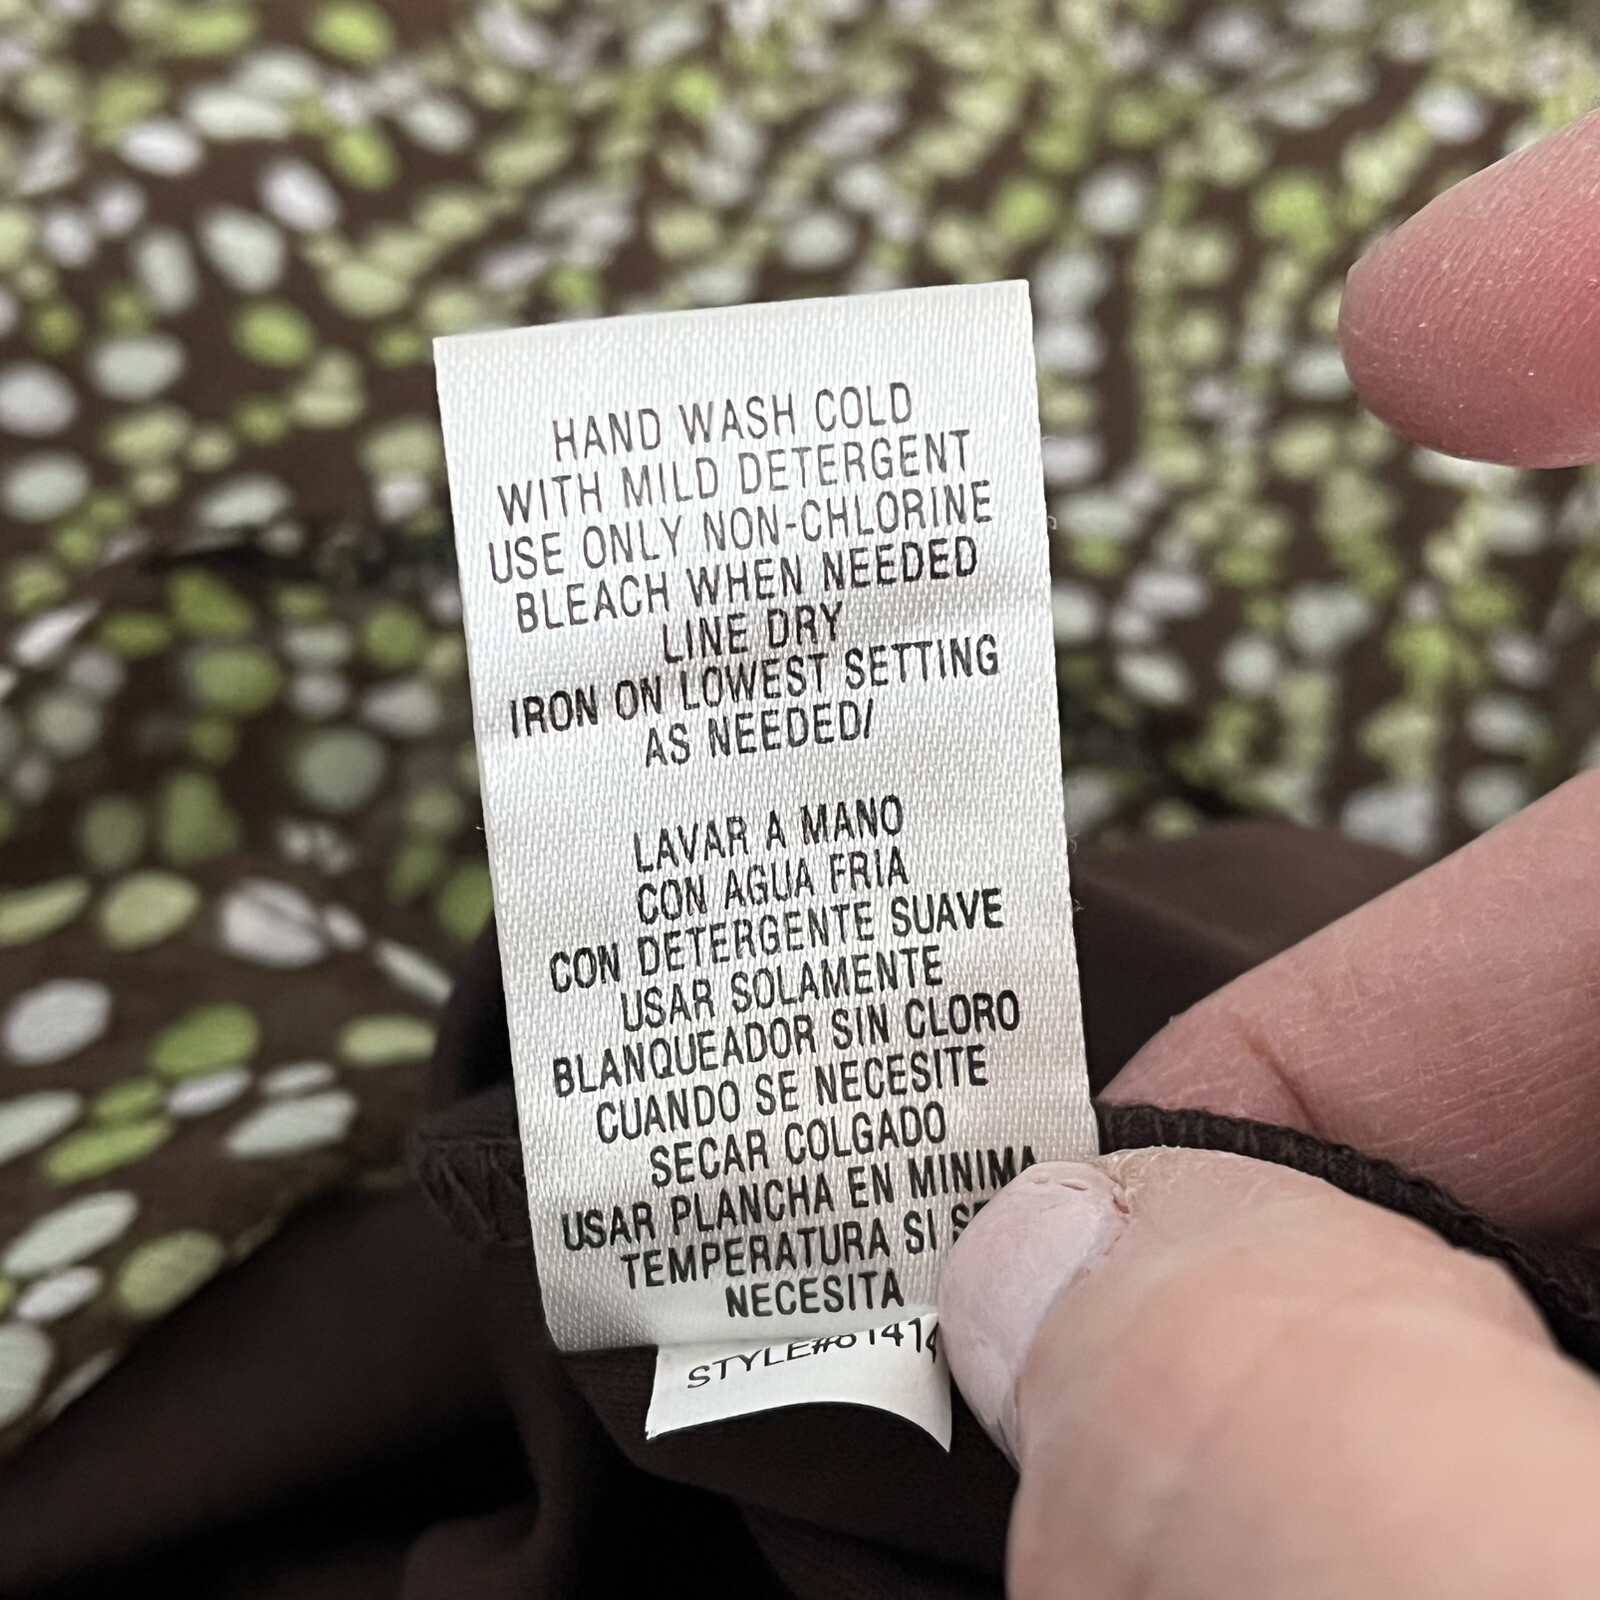 HAND WASH COLD
WITH MILD DETERGENT
USE ONLY NON-CHLORINE
BLEACH WHEN NEEDED
LINE DRY
IRON ON LOWEST SETTING
AS NEEDED/
LAVAR A MANO
CON AGUA FRIA
CON DETERGENTE SUAVE
USAR SOLAMENTE
BLANQUEADOR SIN CLORO
CUANDO SE NECESITE
SECAR COLGADO
USAR PLANCHA EN MINIMA
TEMPERATURA SI SE
NECESITA